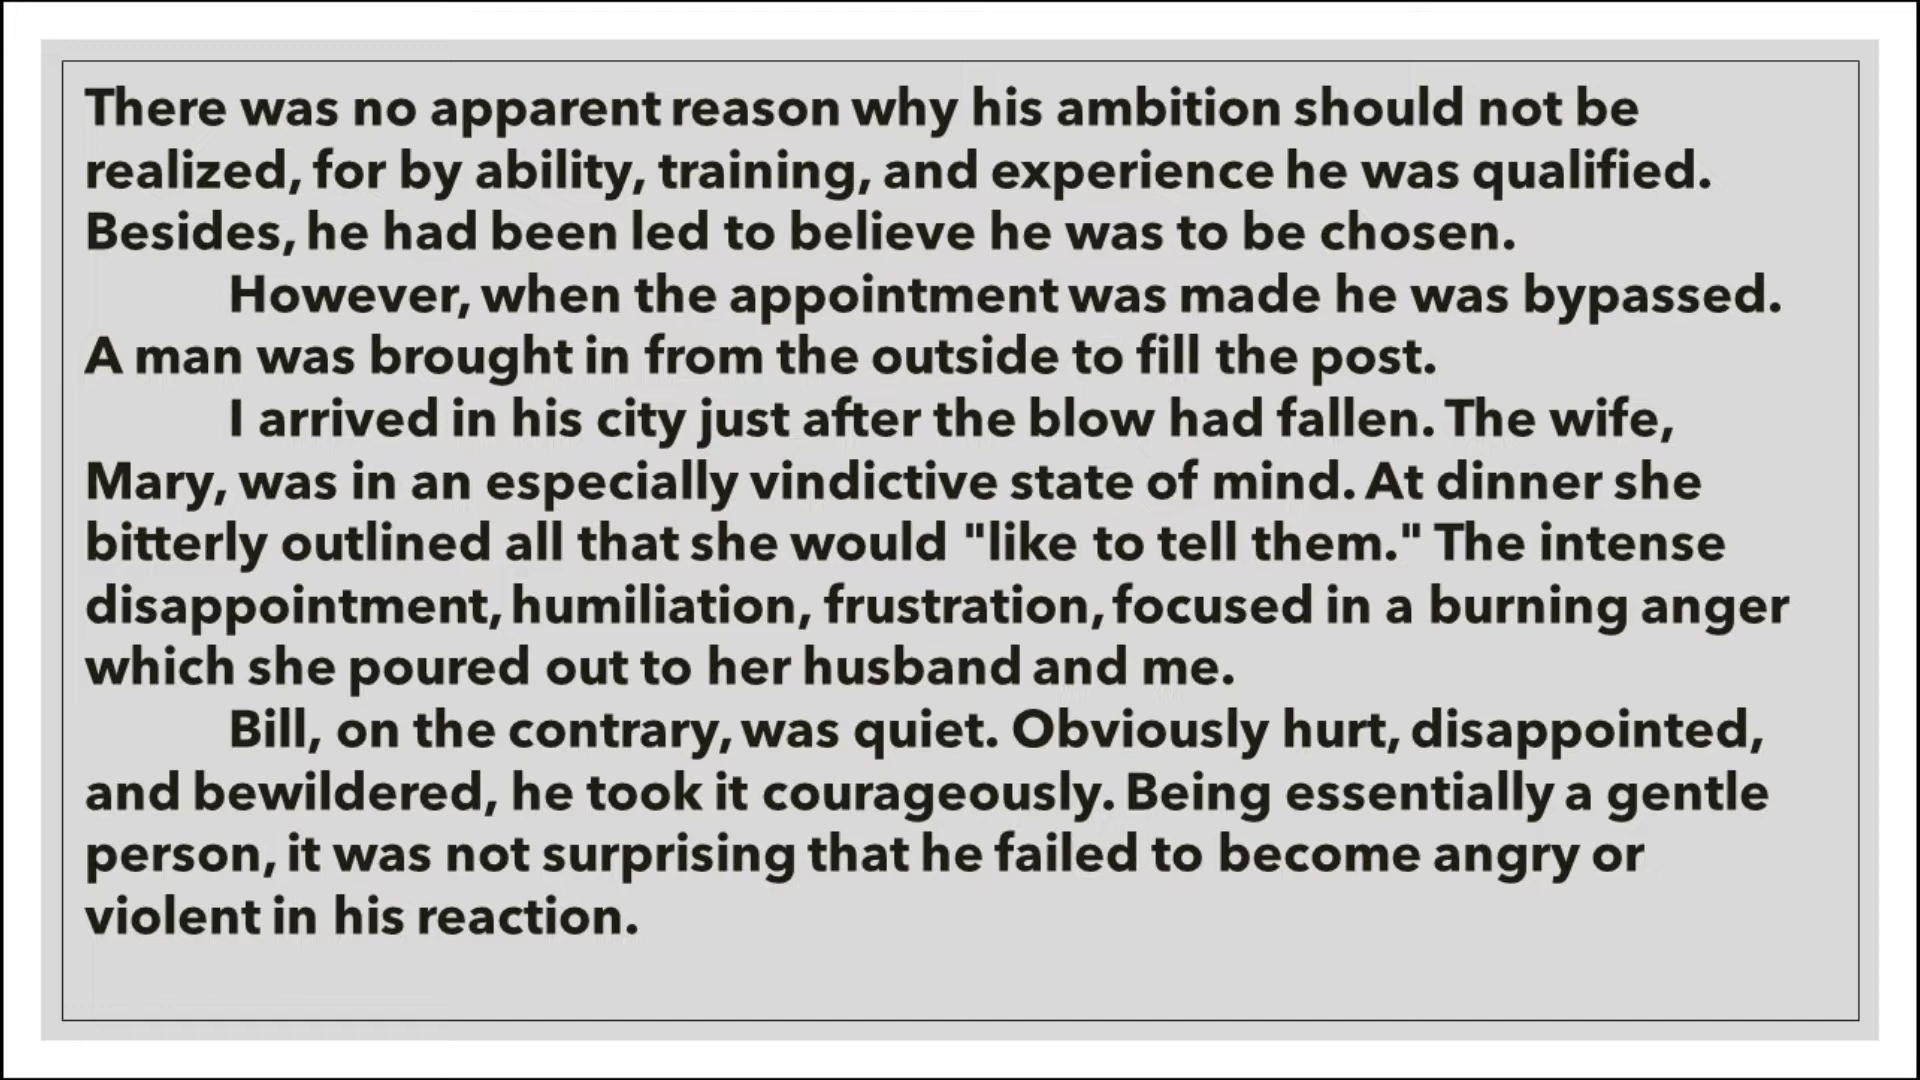 There was no apparent reason why his ambition should not be
realized, for by ability, training, and experience he was qualified.
Besides, he had been led to believe he was to be chosen.
However, when the appointment was made he was bypassed.
A man was brought in from the outside to fill the post.
I arrived in his city just after the blow had fallen. The wife,
Mary, was in an especially vindictive state of mind. At dinner she
bitterly outlined all that she would "like to tell them." The intense
disappointment, humiliation, frustration, focused in a burning anger
which she poured out to her husband and me.
Bill, on the contrary, was quiet. Obviously hurt, disappointed,
and bewildered, he took it courageously. Being essentially a gentle
person, it was not surprising that he failed to become angry or
violent in his reaction.